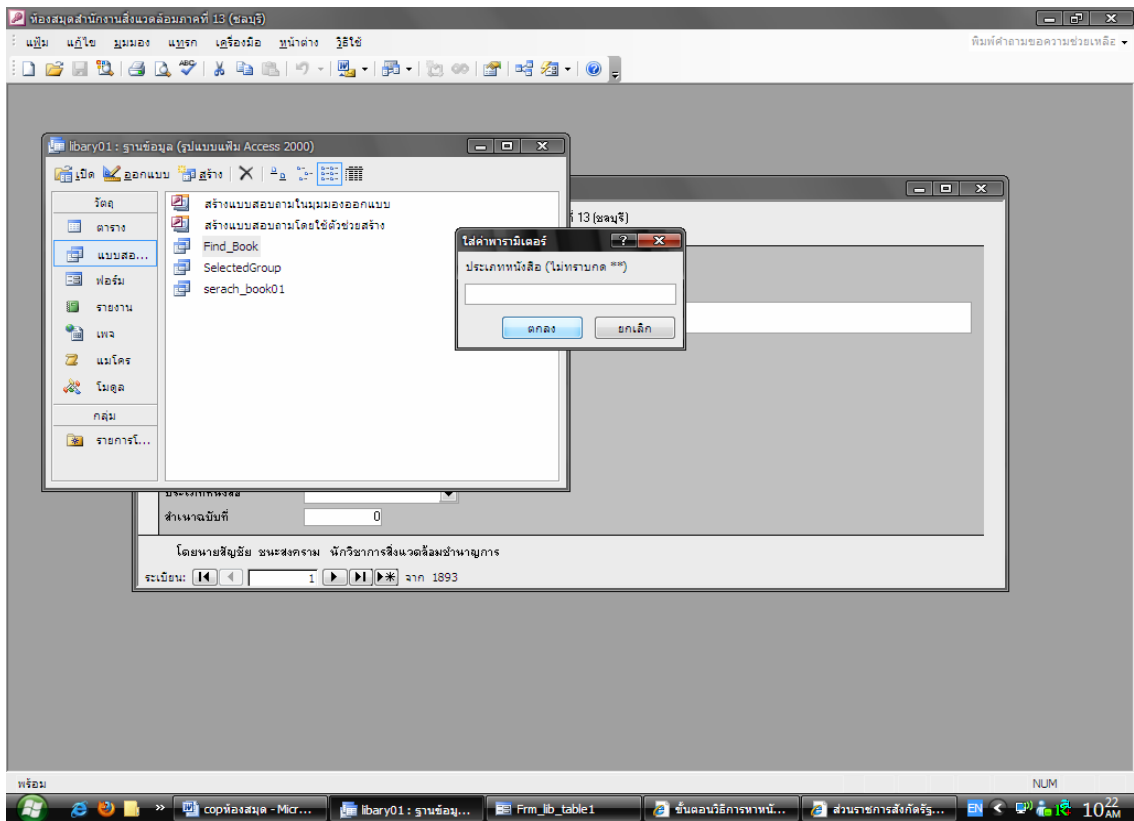 ห้องสมุดสำนักงานสิ่งแวดล้อมภาคที่ 13 (ชลบุรี)
แฟ้ม แก้ไข มุมมอง แทรก เครื่องมือ หน้าต่าง วิธีใช้ พิมพ์คำถามขอความช่วยเหลือ
libary01 : ฐานข้อมูล (รูปแบบแฟ้ม Access 2000)
เปิด ออกแบบ สร้าง
วัตถุ
ตาราง
แบบสอ...
ฟอร์ม
รายงาน
เพจ
แมโคร
โมดูล
กลุ่ม
รายการโ...
สร้างแบบสอบถามในมุมมองออกแบบ
สร้างแบบสอบถามโดยใช้ตัวช่วยสร้าง
Find_Book
SelectedGroup
serach_book01
ที่ 13 (ชลบุรี)
ใส่ค่าพารามิเตอร์
ประเภทหนังสือ (ไม่ทราบกด **)
ตกลง ยกเลิก
ประเภทหนังสือ
สำเนาฉบับที่ 0
โดยนายสัญชัย ชนะสงคราม นักวิชาการสิ่งแวดล้อมชำนาญการ
ระเบียน: 1 จาก 1893
พร้อม NUM
copห้องสมุด - Micr... libary01 : ฐานข้อมู... Frm_lib_table1 ขั้นตอนวิธีการหาหนั... ส่วนราชการสังกัดรัฐ... EN 10 22 AM